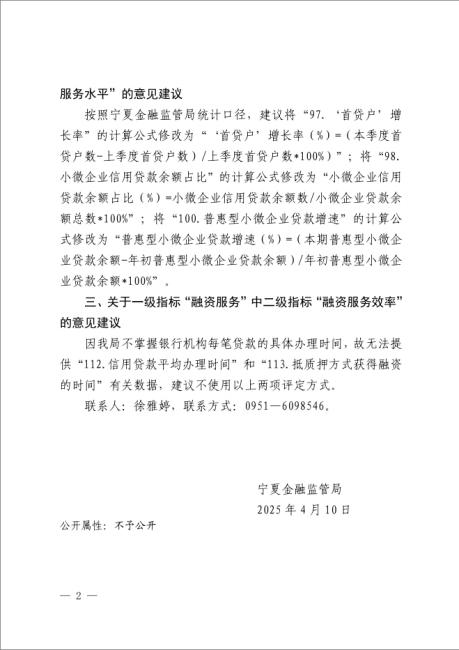 服务水平”的意见建议
按照宁夏金融监管局统计口径，建议将“97.‘首贷户’增
长率”的计算公式修改为“‘首贷户’增长率（%）=（本季度首
贷户数-上季度首贷户数）/上季度首贷户数*100%）”；将“98.
小微企业信用贷款余额占比”的计算公式修改为“小微企业信用
贷款余额占比（%）=小微企业信用贷款余额数/小微企业贷款余
额总数*100%”；将“100.普惠型小微企业贷款增速”的计算公
式修改为“普惠型小微企业贷款增速（%）=（本期普惠型小微企
业贷款余额-年初普惠型小微企业贷款余额）/年初普惠型小微企
业贷款余额*100%”。
三、关于一级指标“融资服务”中二级指标“融资服务效率”
的意见建议
因我局不掌握银行机构每笔贷款的具体办理时间，故无法提
供“112.信用贷款平均办理时间”和“113.抵质押方式获得融资
的时间”有关数据，建议不使用以上两项评定方式。
联系人：徐雅婷，联系方式：0951—6098546。
宁夏金融监管局
2025年4月10日
公开属性：不予公开
— 2 —